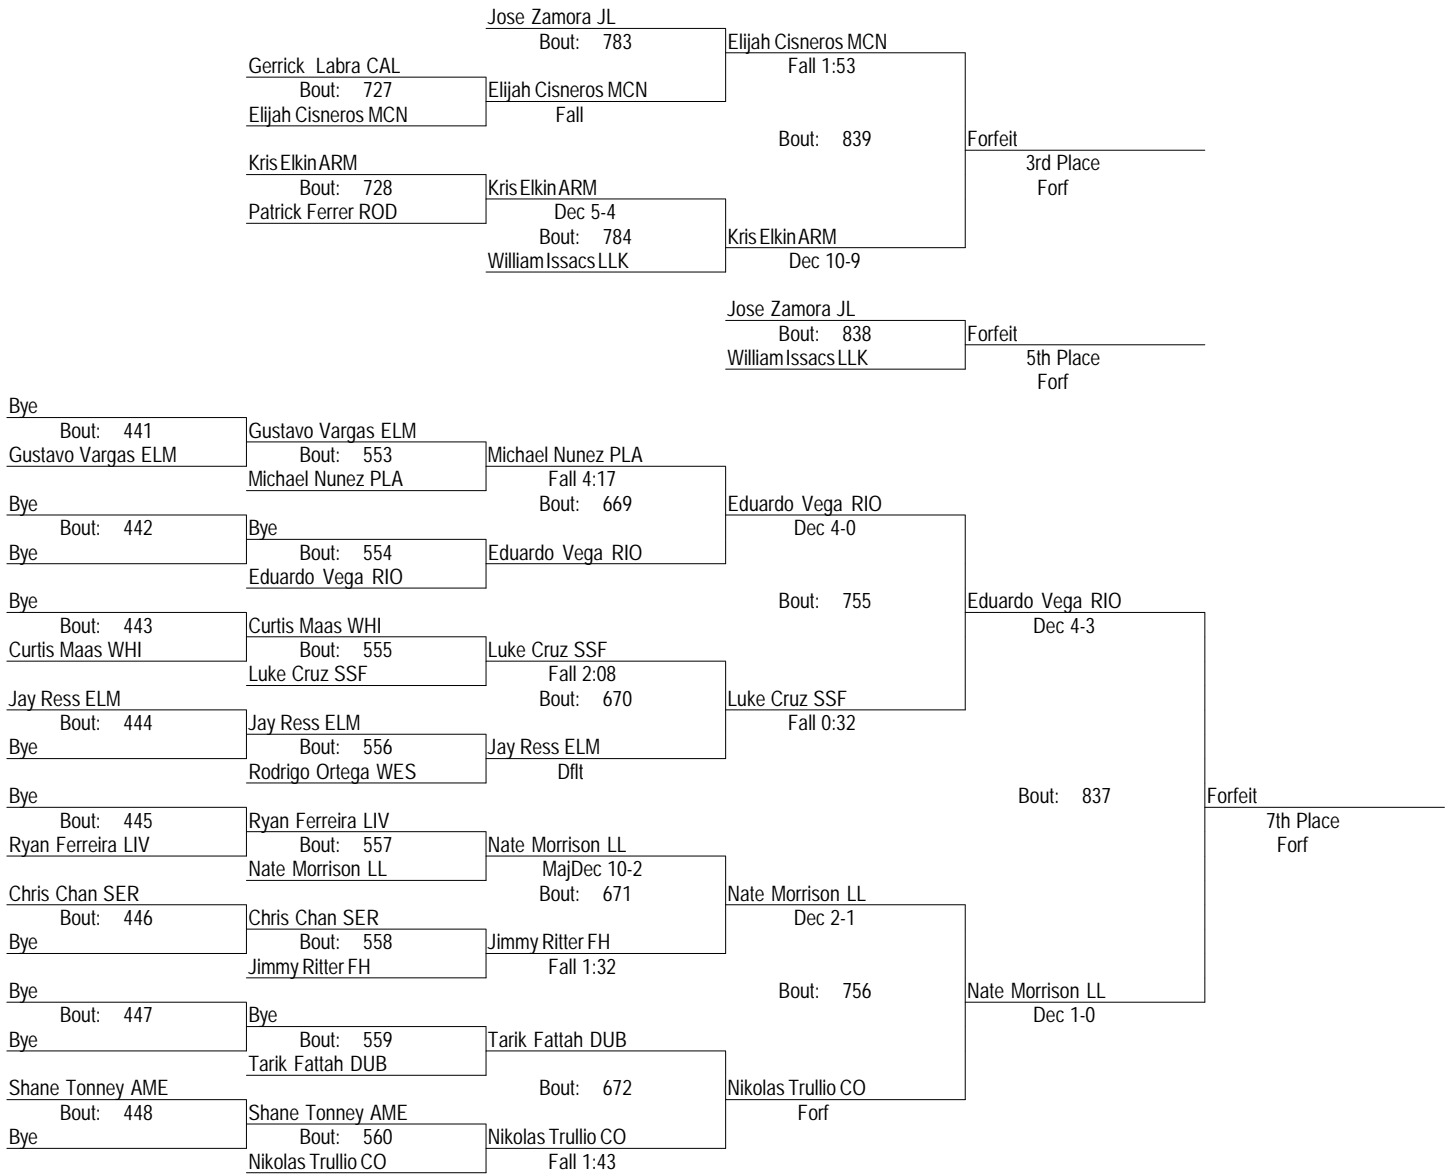 Jose Zamora JL
Bout: 783
Elijah Cisneros MCN
Gerrick Labra CAL
Fall 1:53
Bout: 727
Elijah Cisneros MCN
Elijah Cisneros MCN
Fall
Bout: 839
Forfeit
Kris Elkin ARM
3rd Place
Bout: 728
Kris Elkin ARM
Forf
Patrick Ferrer ROD
Dec 5-4
Bout: 784
Kris Elkin ARM
William Issacs LLK
Dec 10-9
Jose Zamora JL
Bout: 838
Forfeit
William Issacs LLK
5th Place
Forf
Bye
Bout: 441
Gustavo Vargas ELM
Gustavo Vargas ELM
Bout: 553
Michael Nunez PLA
Michael Nunez PLA
Fall 4:17
Bye
Bout: 669
Eduardo Vega RIO
Bout: 442
Bye
Dec 4-0
Bye
Bout: 554
Eduardo Vega RIO
Eduardo Vega RIO
Bye
Bout: 755
Eduardo Vega RIO
Bout: 443
Curtis Maas WHI
Dec 4-3
Curtis Maas WHI
Bout: 555
Luke Cruz SSF
Luke Cruz SSF
Fall 2:08
Jay Ress ELM
Bout: 670
Luke Cruz SSF
Bout: 444
Jay Ress ELM
Fall 0:32
Bye
Bout: 556
Jay Ress ELM
Rodrigo Ortega WES
Dflt
Bye
Bout: 837
Forfeit
Bout: 445
Ryan Ferreira LIV
7th Place
Ryan Ferreira LIV
Bout: 557
Nate Morrison LL
Forf
Nate Morrison LL
MajDec 10-2
Chris Chan SER
Bout: 671
Nate Morrison LL
Bout: 446
Chris Chan SER
Dec 2-1
Bye
Bout: 558
Jimmy Ritter FH
Jimmy Ritter FH
Fall 1:32
Bye
Bout: 756
Nate Morrison LL
Bout: 447
Bye
Dec 1-0
Bye
Bout: 559
Tarik Fattah DUB
Tarik Fattah DUB
Shane Tonney AME
Bout: 672
Nikolas Trullio CO
Bout: 448
Shane Tonney AME
Forf
Bye
Bout: 560
Nikolas Trullio CO
Nikolas Trullio CO
Fall 1:43